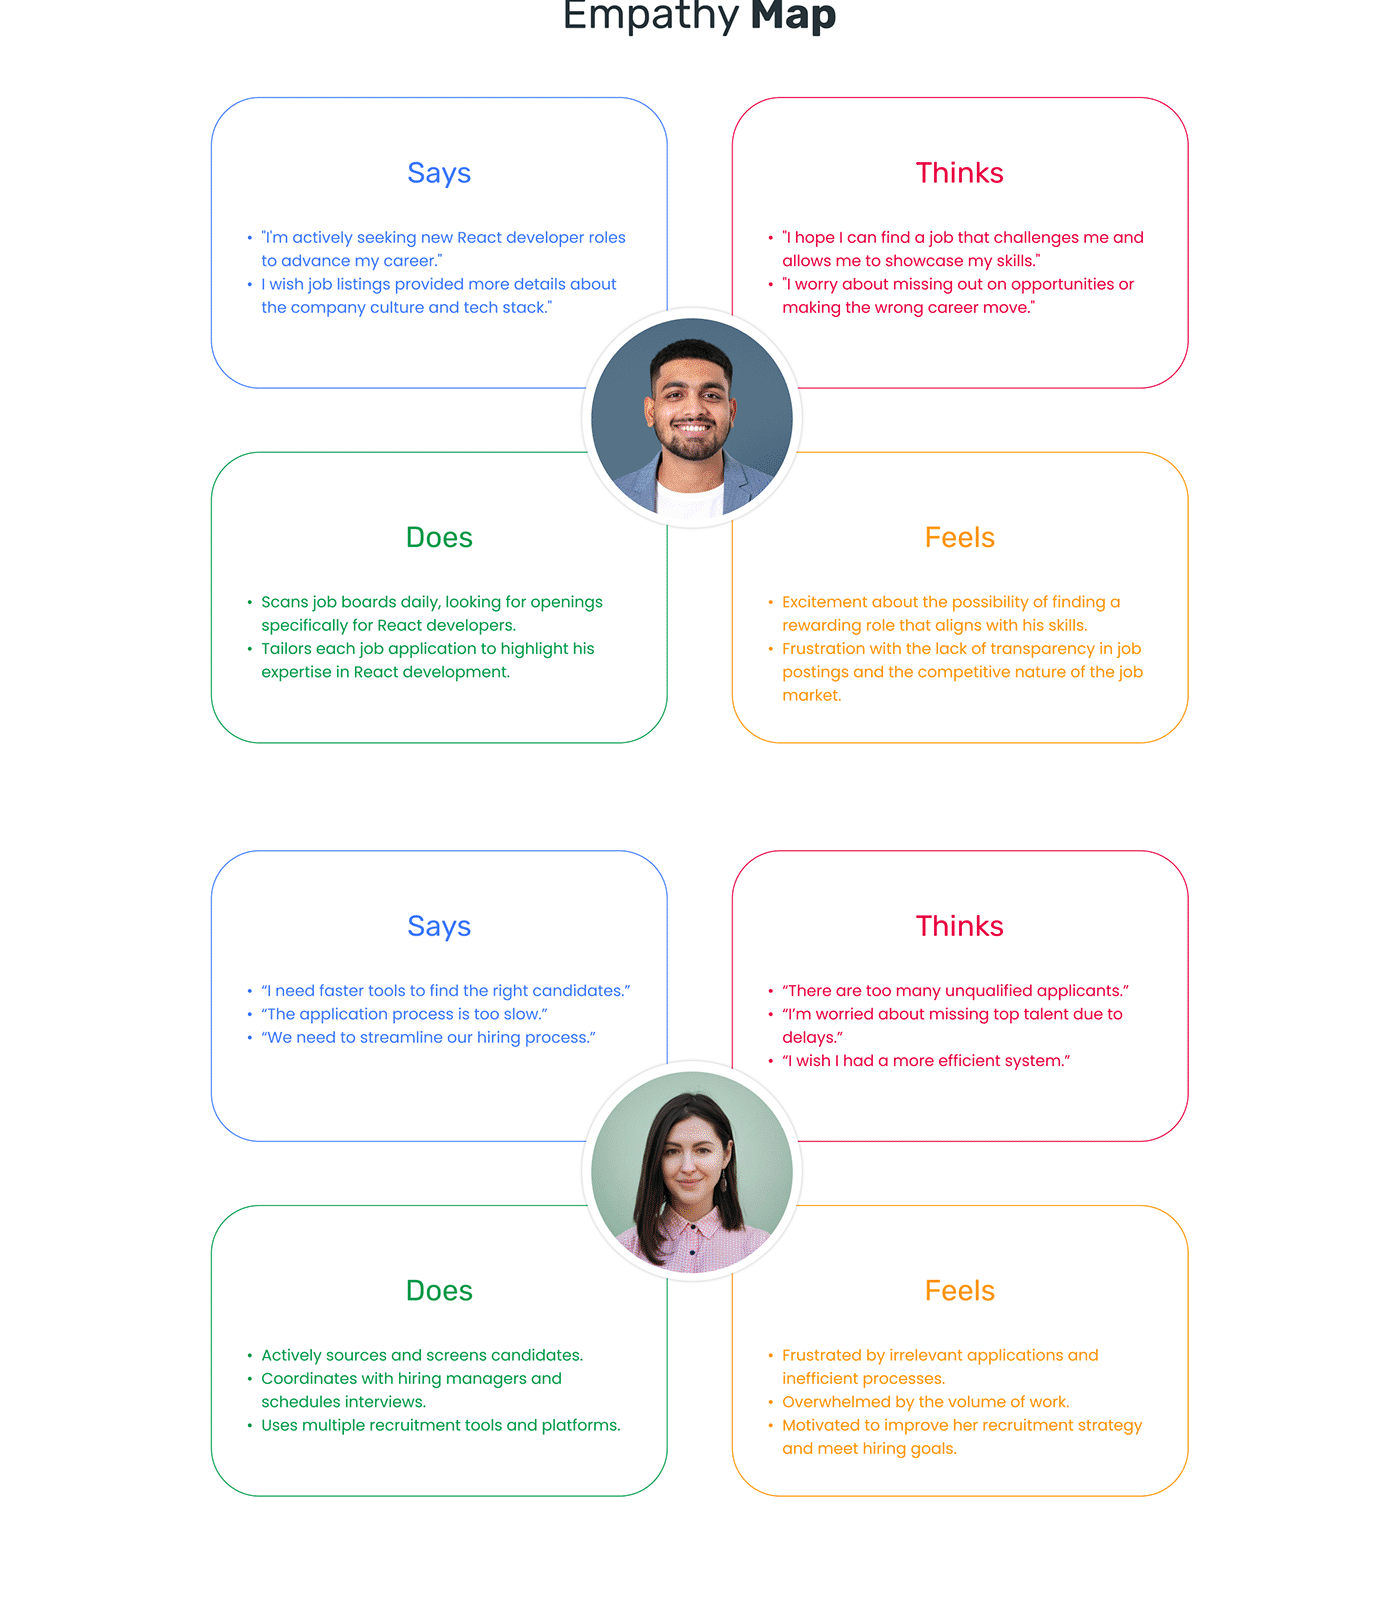 Empathy Map
Says
• "I'm actively seeking new React developer roles
to advance my career."
• I wish job listings provided more details about
the company culture and tech stack."
Thinks
• "I hope I can find a job that challenges me and
allows me to showcase my skills."
• "I worry about missing out on opportunities or
making the wrong career move."
Does
• Scans job boards daily, looking for openings
specifically for React developers.
• Tailors each job application to highlight his
expertise in React development.
Feels
• Excitement about the possibility of finding a
rewarding role that aligns with his skills.
• Frustration with the lack of transparency in job
postings and the competitive nature of the job
market.
Says
• “I need faster tools to find the right candidates.”
• “The application process is too slow.”
• “We need to streamline our hiring process.”
Thinks
• “There are too many unqualified applicants.”
• “I’m worried about missing top talent due to
delays.”
• “I wish I had a more efficient system.”
Does
• Actively sources and screens candidates.
• Coordinates with hiring managers and
schedules interviews.
• Uses multiple recruitment tools and platforms.
Feels
• Frustrated by irrelevant applications and
inefficient processes.
• Overwhelmed by the volume of work.
• Motivated to improve her recruitment strategy
and meet hiring goals.